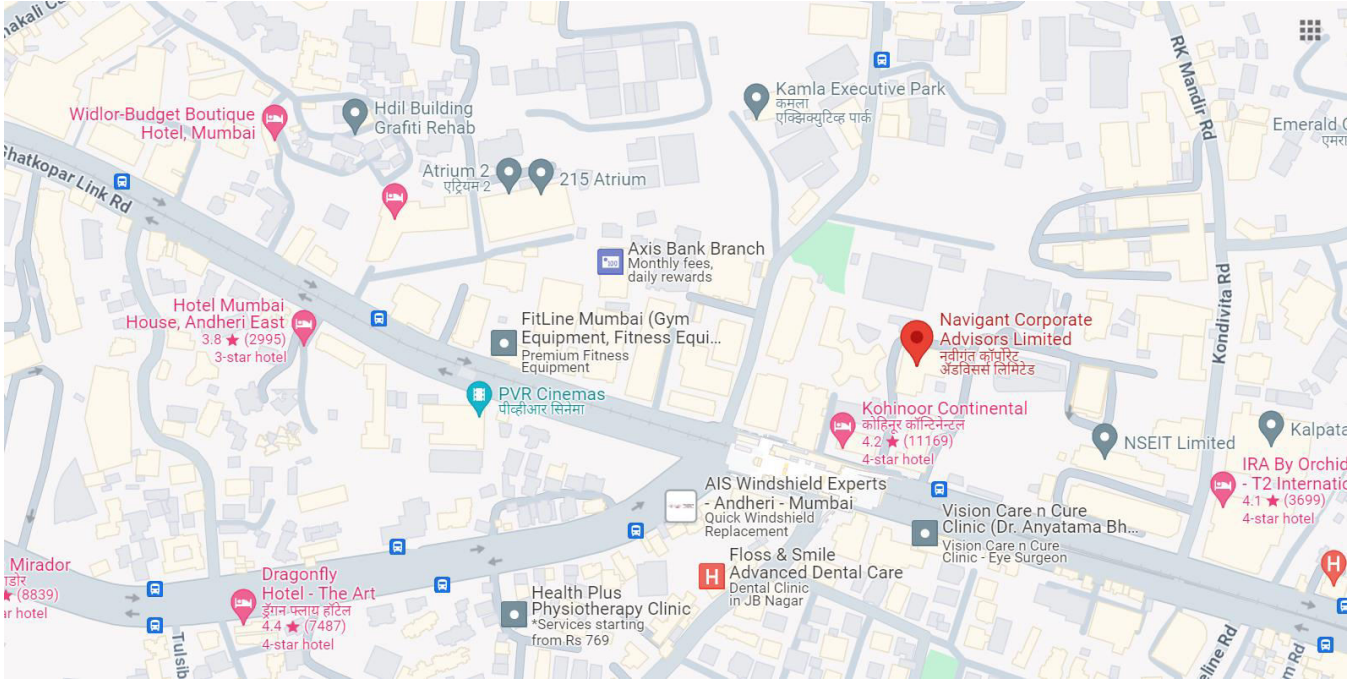 nakali C
Ghatkopar Link Rd
Widlor-Budget Boutique
Hotel, Mumbai
Hdil Building
Grafiti Rehab
Atrium 2
एट्रियम 2
215 Atrium
Kamla Executive Park
कमला
एक्झिक्युटिव्ह पार्क
RK Mandir Rd
Emerald
एमरा
Axis Bank Branch
Monthly fees,
daily rewards
Kondivita Rd
Hotel Mumbai
House, Andheri East
3.8 ★ (2995)
3-star hotel
FitLine Mumbai (Gym
Equipment, Fitness Equi...
Premium Fitness
Equipment
PVR Cinemas
पीव्हीआर सिनेमा
Navigant Corporate
Advisors Limited
नवीगंत कॉर्पोरेट
अ‍ॅडविसर्स लिमिटेड
Kohinoor Continental
कोहिनूर कॉन्टिनेन्टल
4.2 ★ (11169)
4-star hotel
NSEIT Limited
Kalpata
IRA By Orchid
- T2 Internatio
4.1 ★ (3699)
4-star hotel
AIS Windshield Experts
- Andheri - Mumbai
Quick Windshield
Replacement
Vision Care n Cure
Clinic (Dr. Anyatama Bh...
Vision Care n Cure
Clinic - Eye Surgeon
Floss & Smile
Advanced Dental Care
Dental Clinic
in JB Nagar
H
H
Mirador
ाडोर
★ (8839)
ar hotel
Dragonfly
Hotel - The Art
ड्रॅगन फ्लाय हॉटेल
4.4 ★ (7487)
4-star hotel
Health Plus
Physiotherapy Clinic
*Services starting
from Rs 769
Tulsib
eline Rd
m Rd